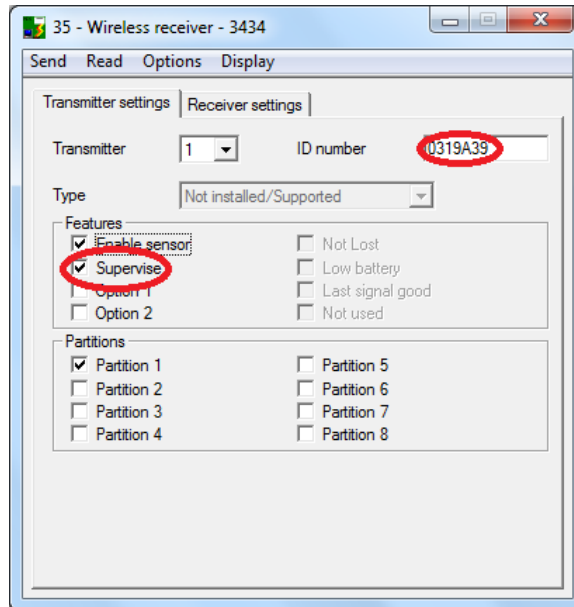 35 - Wireless receiver - 3434
Send Read Options Display
Transmitter settings Receiver settings
Transmitter 1 ID number 0319A39
Type Not installed/Supported
Features
Enable sensor Not Lost
Supervise Low battery
Option 1 Last signal good
Option 2 Not used
Partitions
Partition 1 Partition 5
Partition 2 Partition 6
Partition 3 Partition 7
Partition 4 Partition 8